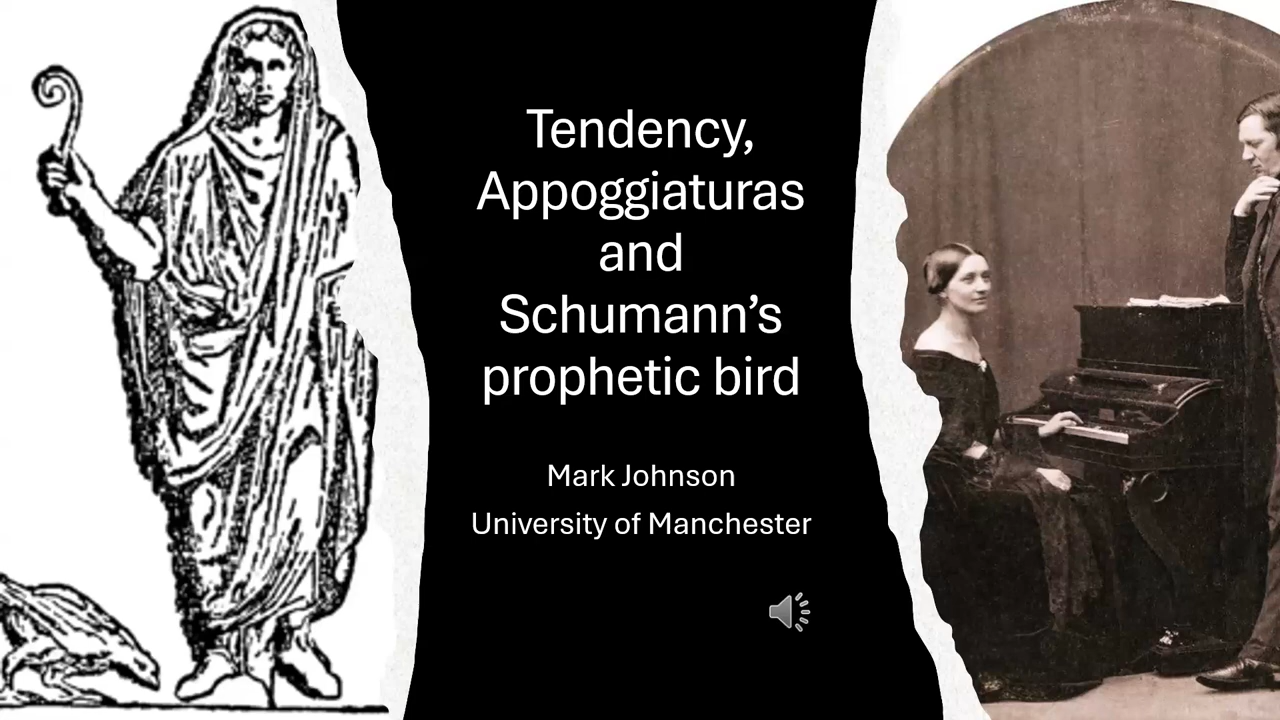 Tendency,
Appoggiaturas
and
Schumann’s
prophetic bird
Mark Johnson
University of Manchester